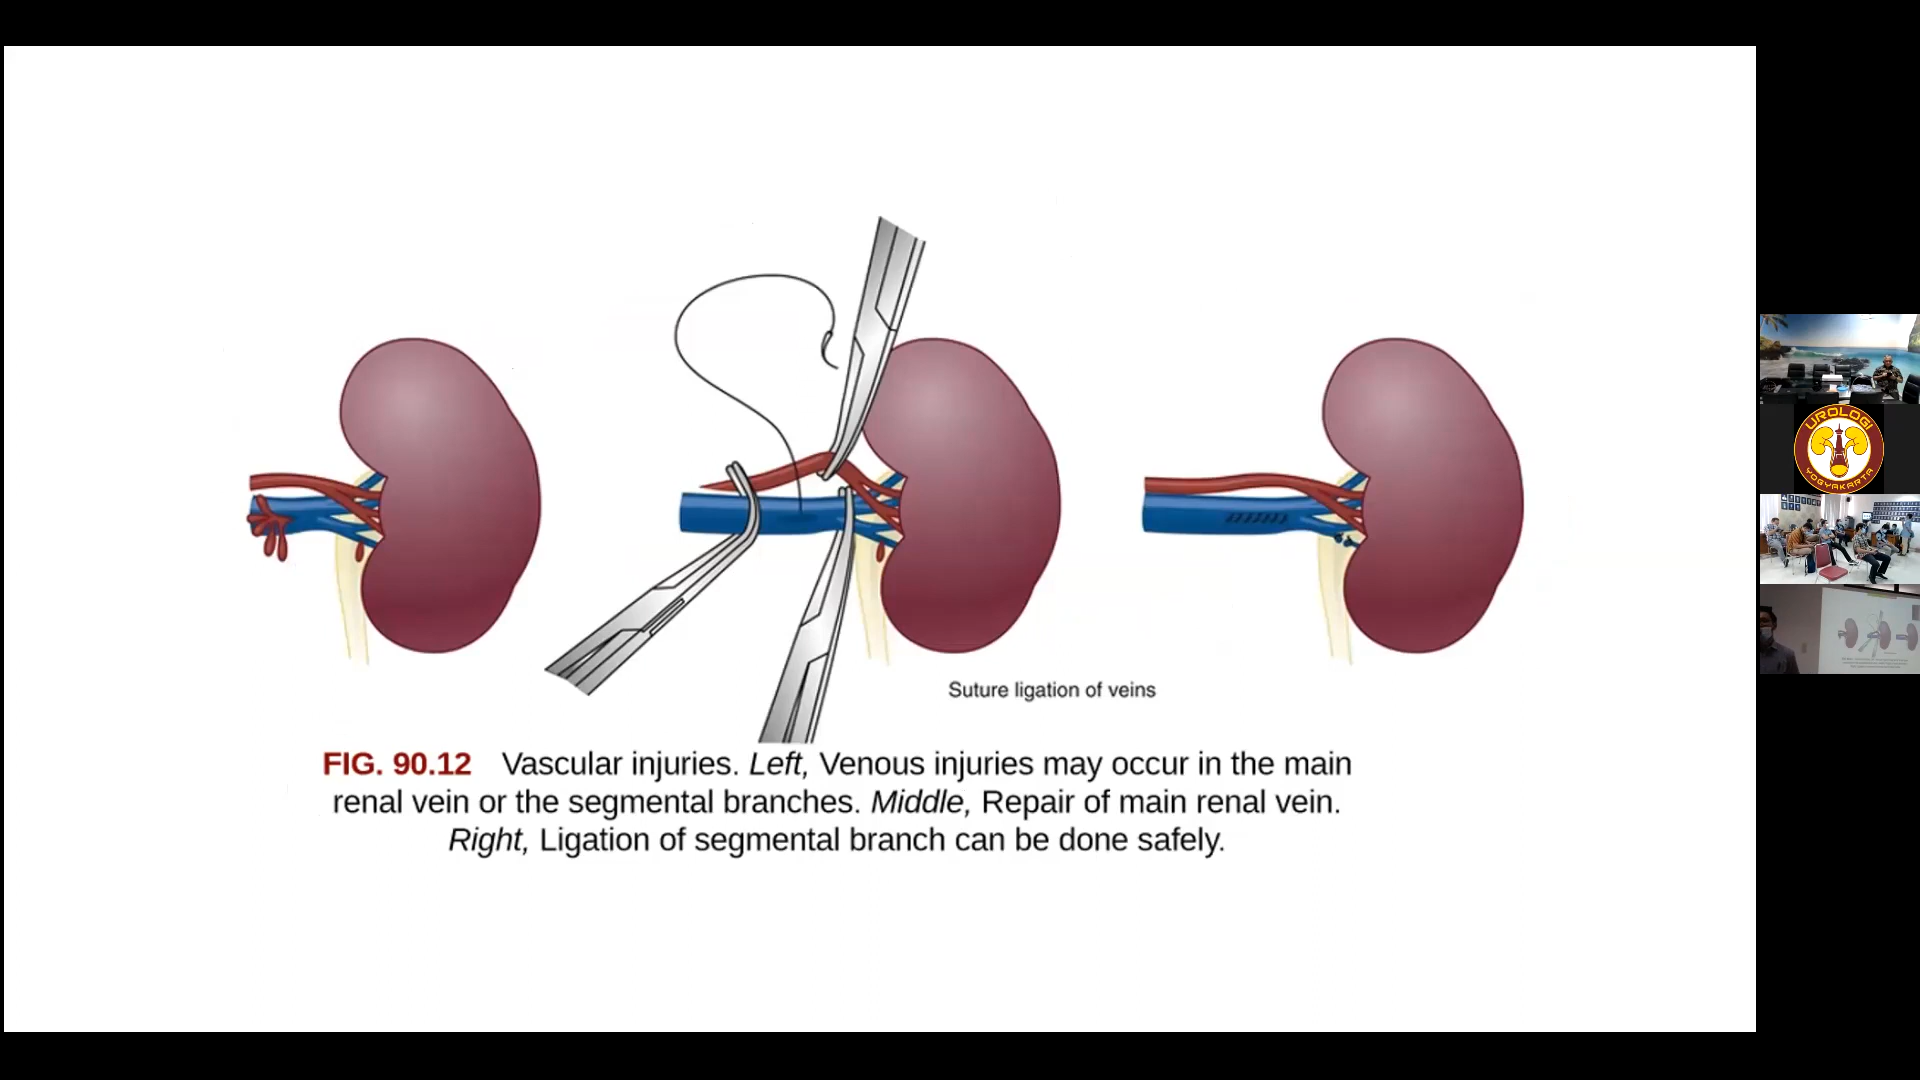 Suture ligation of veins
FIG. 90.12 Vascular injuries. Left, Venous injuries may occur in the main
renal vein or the segmental branches. Middle, Repair of main renal vein.
Right, Ligation of segmental branch can be done safely.
UROLOGI
YOGYAKARTA